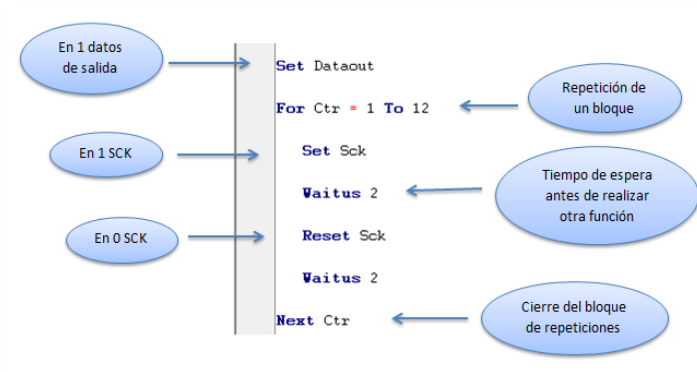 En 1 datos
de salida
Set Dataout
For Ctr = 1 To 12
Repetición de
un bloque
En 1 SCK
Set Sck
Waitus 2
Tiempo de espera
antes de realizar
otra función
En 0 SCK
Reset Sck
Waitus 2
Next Ctr
Cierre del bloque
de repeticiones